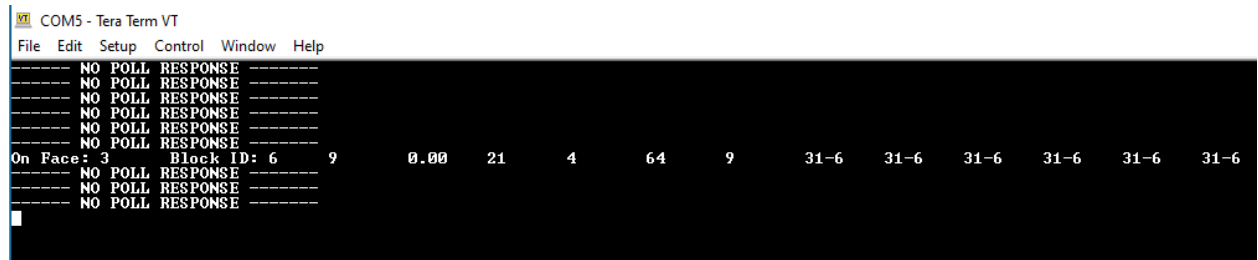 COM5 - Tera Term VT
File Edit Setup Control Window Help
------ NO POLL RESPONSE -------
------ NO POLL RESPONSE -------
------ NO POLL RESPONSE -------
------ NO POLL RESPONSE -------
------ NO POLL RESPONSE -------
------ NO POLL RESPONSE -------
On Face: 3 Block ID: 6 9 0.00 21 4 64 9 31-6 31-6 31-6 31-6 31-6 31-6
------ NO POLL RESPONSE -------
------ NO POLL RESPONSE -------
------ NO POLL RESPONSE -------